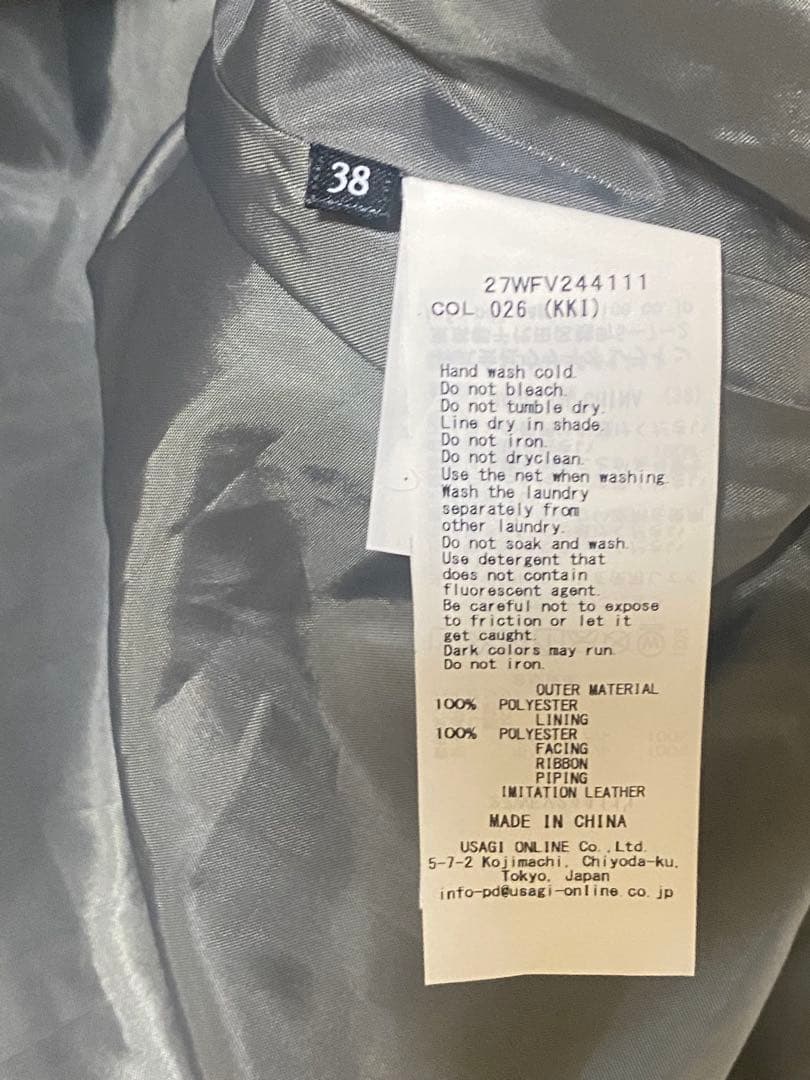 38
27WFV244111
COL 026 (KKI)
Hand wash cold.
Do not bleach.
Do not tumble dry.
Line dry in shade.
Do not iron.
Do not dryclean.
Use the net when washing.
Wash the laundry
separately from
other laundry.
Do not soak and wash.
Use detergent that
does not contain
fluorescent agent.
Be careful not to expose
to friction or let it
get caught.
Dark colors may run.
Do not iron.
OUTER MATERIAL
100% POLYESTER
LINING
100% POLYESTER
FACING
RIBBON
PIPING
IMITATION LEATHER
MADE IN CHINA
USAGI ONLINE Co.,Ltd.
5-7-2 Kojimachi, Chiyoda-ku,
Tokyo, Japan
info-pd@usagi-online.co.jp